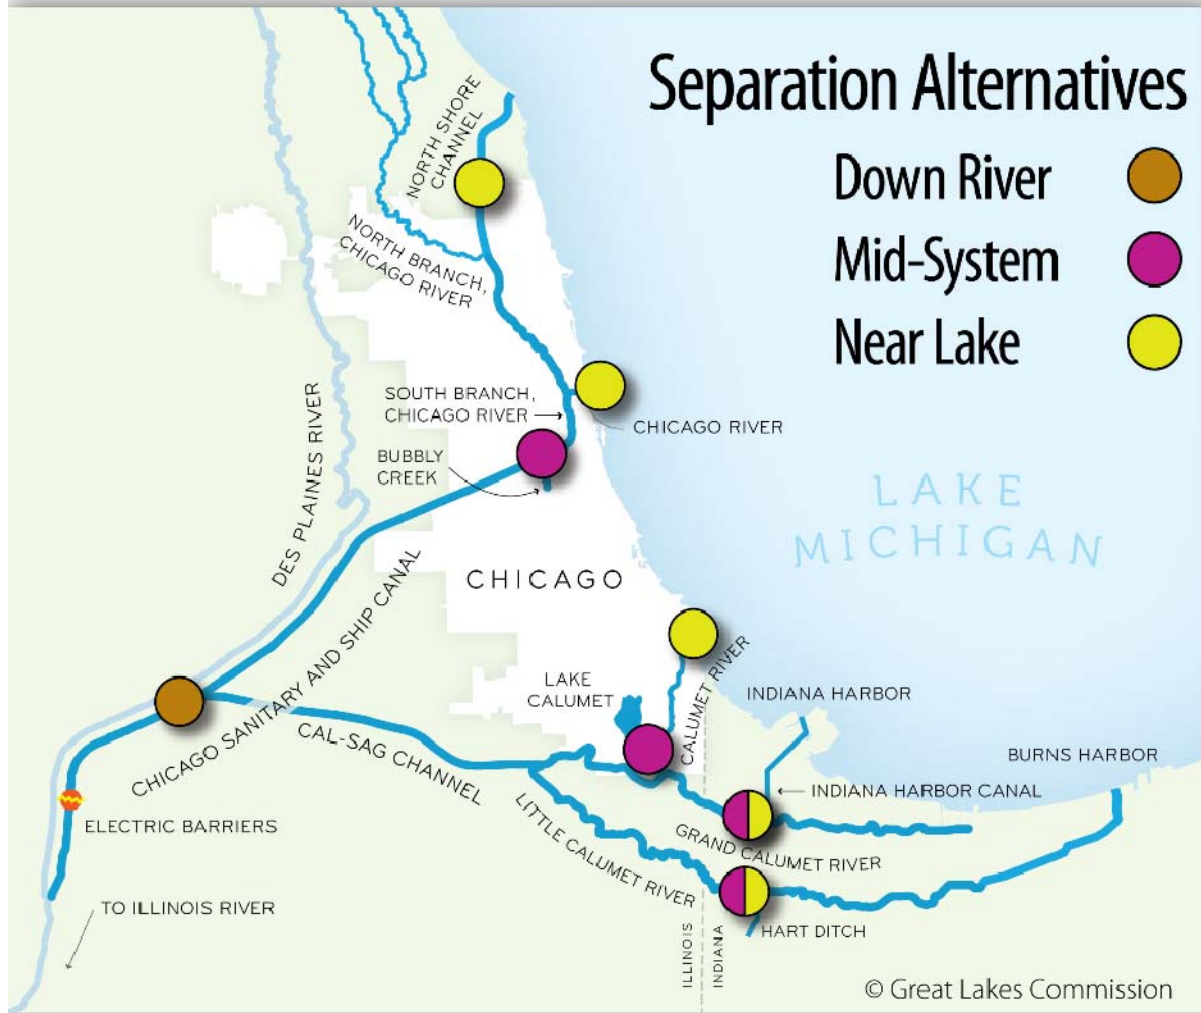 Separation Alternatives
Down River
Mid-System
Near Lake
NORTH SHORE
CHANNEL
NORTH BRANCH,
CHICAGO RIVER
SOUTH BRANCH,
CHICAGO RIVER
CHICAGO RIVER
BUBBLY
CREEK
DES PLAINES RIVER
LAKE
MICHIGAN
CHICAGO
CHICAGO SANITARY AND SHIP CANAL
LAKE
CALUMET
CALUMET RIVER
INDIANA HARBOR
BURNS HARBOR
CAL-SAG CHANNEL
INDIANA HARBOR CANAL
ELECTRIC BARRIERS
LITTLE CALUMET RIVER
GRAND CALUMET RIVER
TO ILLINOIS RIVER
HART DITCH
ILLINOIS
INDIANA
© Great Lakes Commission